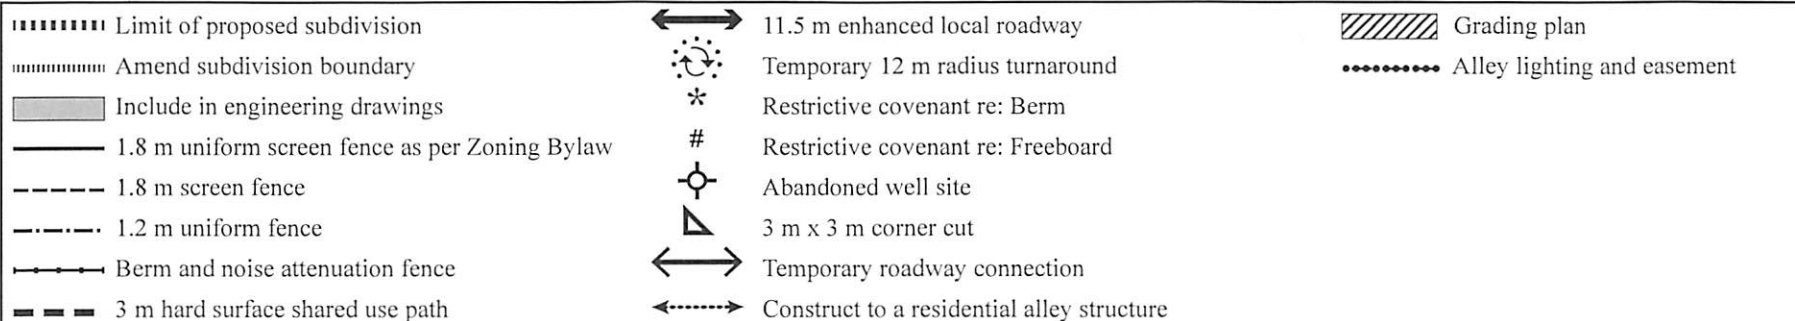 Limit of proposed subdivision
Amend subdivision boundary
Include in engineering drawings
1.8 m uniform screen fence as per Zoning Bylaw
1.8 m screen fence
1.2 m uniform fence
Berm and noise attenuation fence
3 m hard surface shared use path
11.5 m enhanced local roadway
Temporary 12 m radius turnaround
* Restrictive covenant re: Berm
# Restrictive covenant re: Freeboard
Abandoned well site
3 m x 3 m corner cut
Temporary roadway connection
Construct to a residential alley structure
Grading plan
Alley lighting and easement